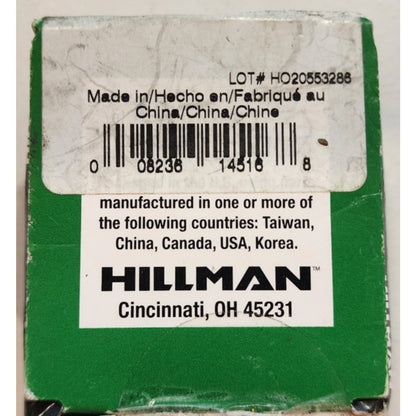 LOT# HO20553286
Made in/Hecho en/Fabriqué au
China/China/Chine
0 08236 14516 8
manufactured in one or more of
the following countries: Taiwan,
China, Canada, USA, Korea.
HILLMAN™
Cincinnati, OH 45231